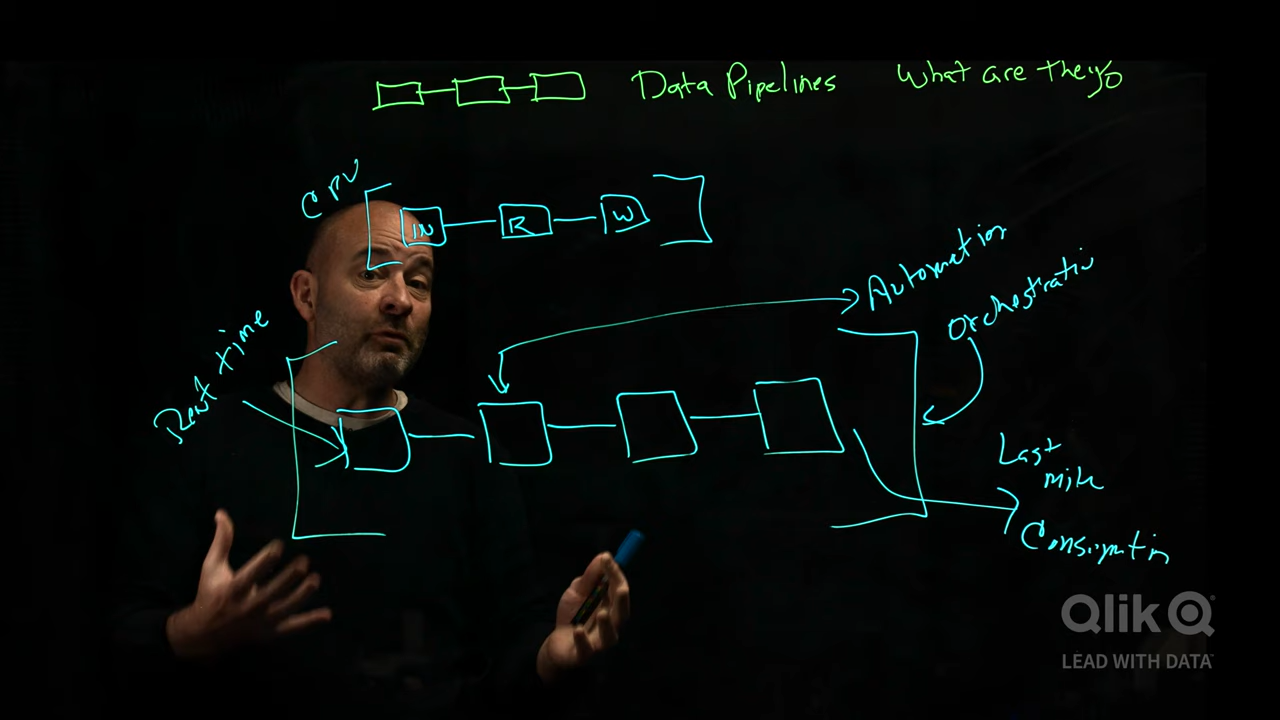 Data Pipelines What are they?
CPU
IN R W
Automation
Orchestration
Real time
Last
mile
Consumption
Qlik
LEAD WITH DATA